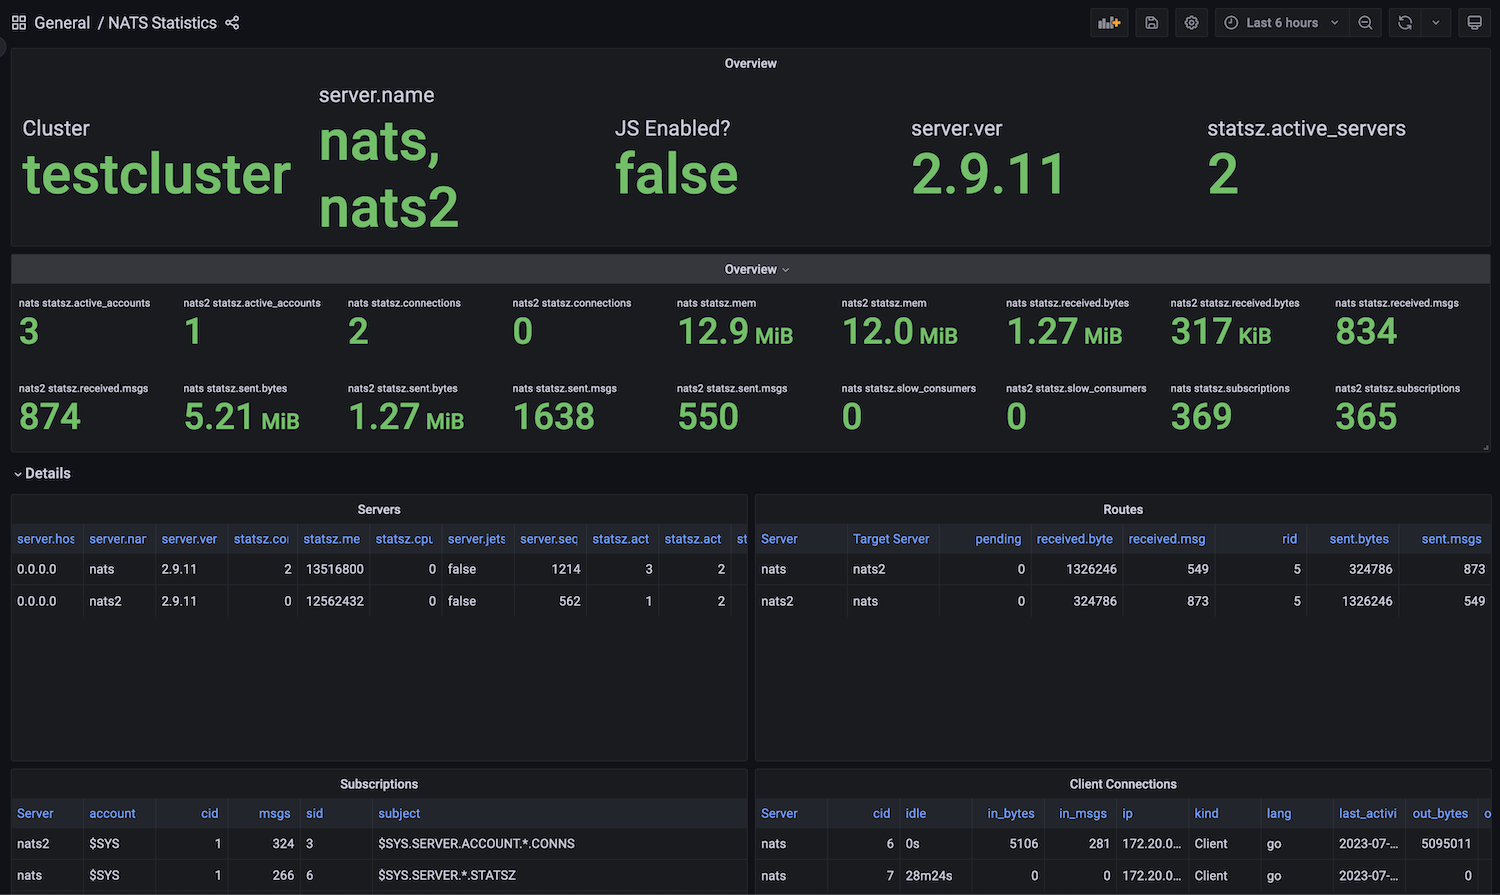 General / NATS Statistics
Last 6 hours
Overview
Cluster
testcluster
server.name
nats,
nats2
JS Enabled?
false
server.ver
2.9.11
statsz.active_servers
2
Overview
nats statsz.active_accounts nats2 statsz.active_accounts nats statsz.connections nats2 statsz.connections nats statsz.mem nats2 statsz.mem nats statsz.received.bytes nats2 statsz.received.bytes nats statsz.received.msgs
3 1 2 0 12.9 MiB 12.0 MiB 1.27 MiB 317 KiB 834
nats2 statsz.received.msgs nats statsz.sent.bytes nats2 statsz.sent.bytes nats statsz.sent.msgs nats2 statsz.sent.msgs nats statsz.slow_consumers nats2 statsz.slow_consumers nats statsz.subscriptions nats2 statsz.subscriptions
874 5.21 MiB 1.27 MiB 1638 550 0 0 369 365
Details
Servers
server.hos server.nar server.ver statsz.co statsz.me statsz.cpu server.jets server.seq statsz.act statsz.act st
0.0.0.0 nats 2.9.11 2 13516800 0 false 1214 3 2
0.0.0.0 nats2 2.9.11 0 12562432 0 false 562 1 2
Routes
Server Target Server pending received.byte received.msg rid sent.bytes sent.msgs
nats nats2 0 1326246 549 5 324786 873
nats2 nats 0 324786 873 5 1326246 549
Subscriptions
Server account cid msgs sid subject
nats2 $SYS 1 324 3 $SYS.SERVER.ACCOUNT.*.CONNS
nats $SYS 1 266 6 $SYS.SERVER.*.STATSZ
Client Connections
Server cid idle in_bytes in_msgs ip kind lang last_activi out_bytes o
nats 6 0s 5106 281 172.20.0... Client go 2023-07-... 5095011
nats 7 28m24s 0 0 172.20.0... Client go 2023-07-... 0